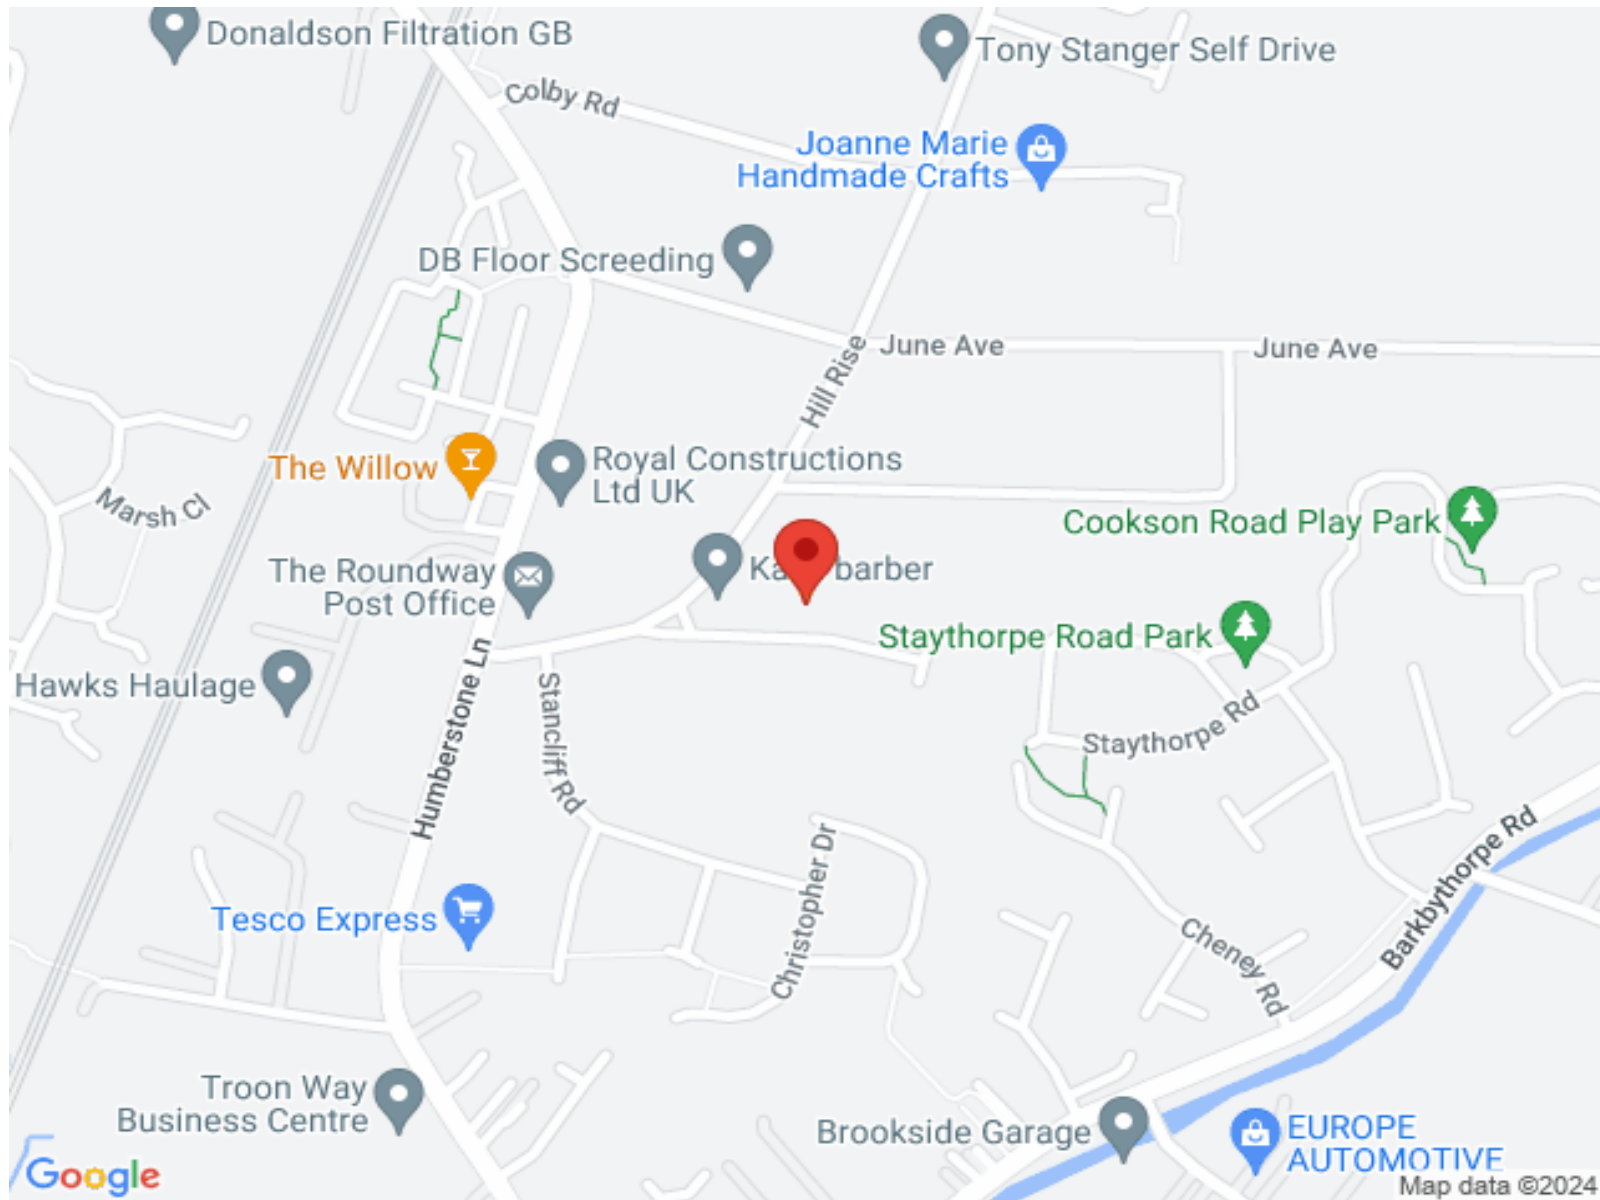 Donaldson Filtration GB
Tony Stanger Self Drive
Colby Rd
Joanne Marie
Handmade Crafts
DB Floor Screeding
June Ave
June Ave
Hill Rise
The Willow
Royal Constructions
Ltd UK
Marsh Cl
Cookson Road Play Park
The Roundway
Post Office
barber
Staythorpe Road Park
Hawks Haulage
Humberstone Ln
Stancliff Rd
Staythorpe Rd
Christopher Dr
Barkbythorpe Rd
Tesco Express
Cheney Rd
Troon Way
Business Centre
Brookside Garage
EUROPE
AUTOMOTIVE
Google
Map data ©2024